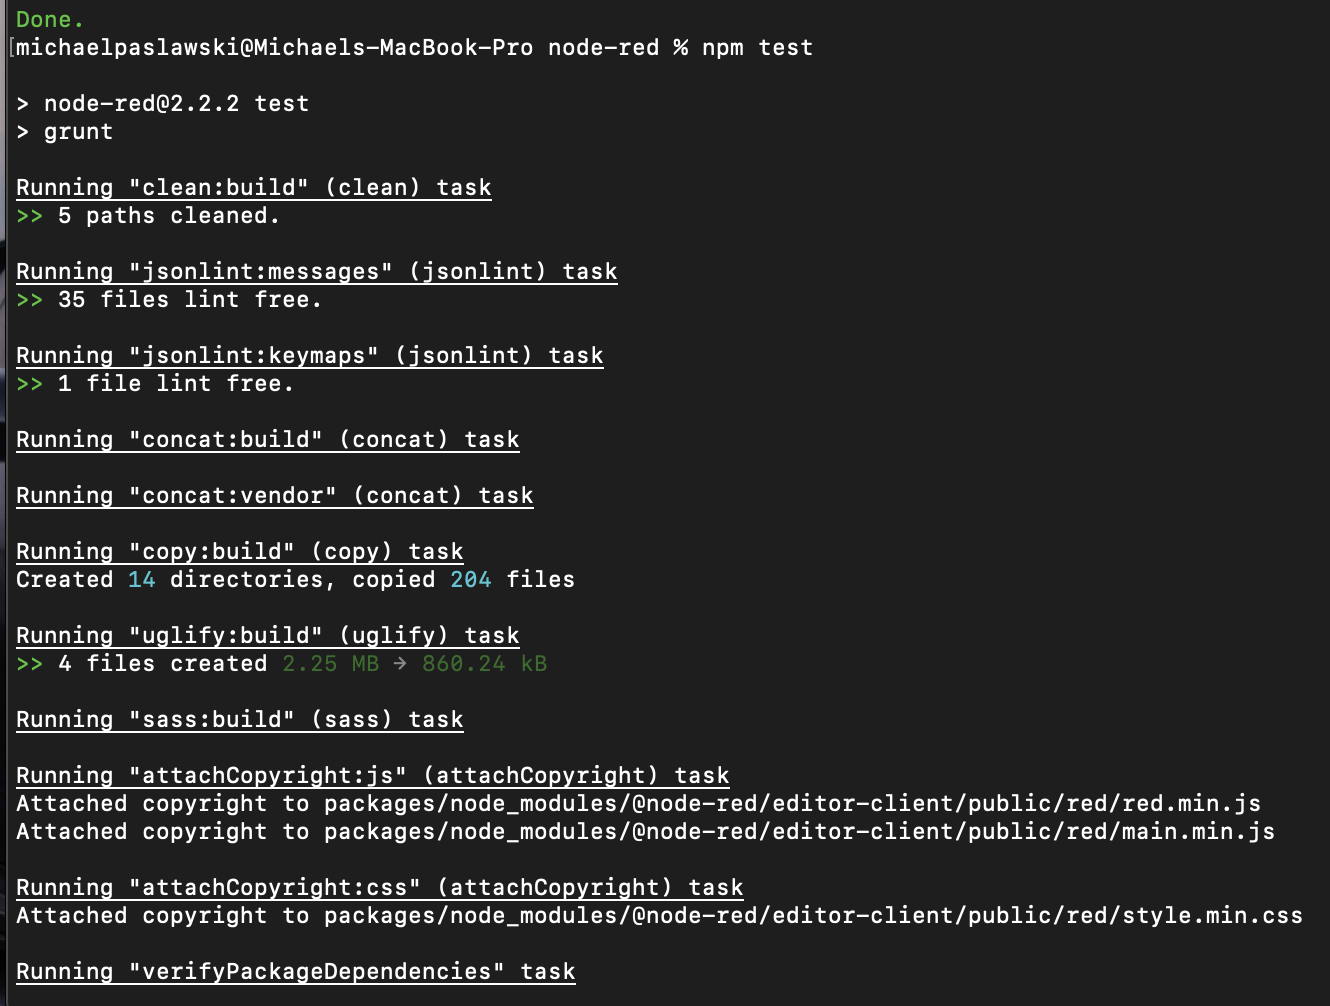 Done.
[michaelpaslawski@Michaels-MacBook-Pro node-red % npm test
> node-red@2.2.2 test
> grunt
Running "clean:build" (clean) task
>> 5 paths cleaned.
Running "jsonlint:messages" (jsonlint) task
>> 35 files lint free.
Running "jsonlint:keymaps" (jsonlint) task
>> 1 file lint free.
Running "concat:build" (concat) task
Running "concat:vendor" (concat) task
Running "copy:build" (copy) task
Created 14 directories, copied 204 files
Running "uglify:build" (uglify) task
>> 4 files created 2.25 MB → 860.24 kB
Running "sass:build" (sass) task
Running "attachCopyright:js" (attachCopyright) task
Attached copyright to packages/node_modules/@node-red/editor-client/public/red/red.min.js
Attached copyright to packages/node_modules/@node-red/editor-client/public/red/main.min.js
Running "attachCopyright:css" (attachCopyright) task
Attached copyright to packages/node_modules/@node-red/editor-client/public/red/style.min.css
Running "verifyPackageDependencies" task